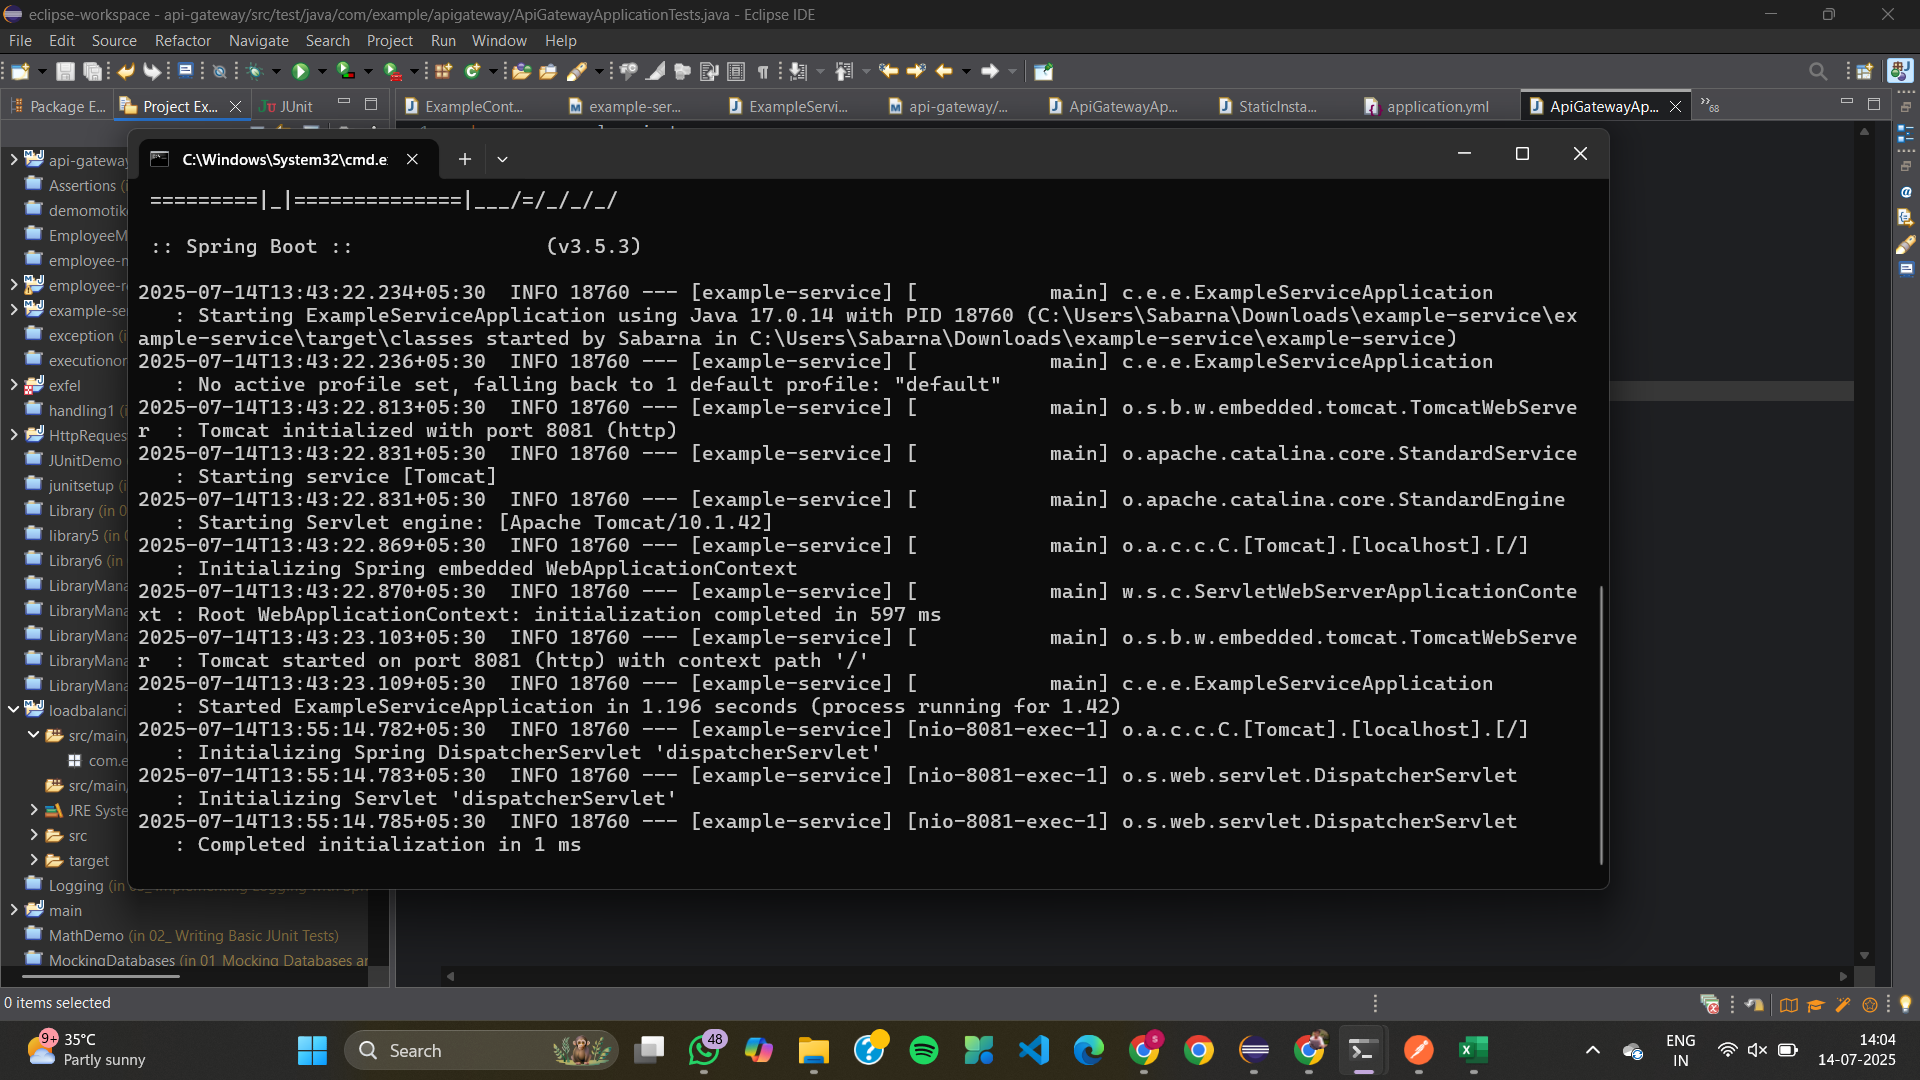 eclipse-workspace - api-gateway/src/test/java/com/example/apigateway/ApiGatewayApplicationTests.java - Eclipse IDE
File Edit Source Refactor Navigate Search Project Run Window Help
Package E... Project Ex... JUnit ExampleCont... example-ser... ExampleServi... api-gateway/... ApiGatewayAp... StaticInsta... application.yml ApiGatewayAp... »68
C:\Windows\System32\cmd.e
api-gateway
Assertions (i
demomotik
EmployeeM
employee-m
employee-r
example-se
exception (i
executionor
exfel
handling1 (i
HttpReques
JUnitDemo
junitsetup (i
Library (in 0
library5 (in 0
Library6 (in
LibraryMana
LibraryMana
LibraryMana
LibraryMana
LibraryMana
loadbalanci
src/main/
com.e
src/main/
JRE Syste
src
target
Logging (in 03_ Implementing Logging with
main
MathDemo (in 02_ Writing Basic JUnit Tests)
MockingDatabases (in 01_Mocking Databases ar
=========|_|==============|___/=/_/_/_/
:: Spring Boot :: (v3.5.3)
2025-07-14T13:43:22.234+05:30  INFO 18760 --- [example-service] [           main] c.e.e.ExampleServiceApplication
: Starting ExampleServiceApplication using Java 17.0.14 with PID 18760 (C:\Users\Sabarna\Downloads\example-service\ex
ample-service\target\classes started by Sabarna in C:\Users\Sabarna\Downloads\example-service\example-service)
2025-07-14T13:43:22.236+05:30  INFO 18760 --- [example-service] [           main] c.e.e.ExampleServiceApplication
: No active profile set, falling back to 1 default profile: "default"
2025-07-14T13:43:22.813+05:30  INFO 18760 --- [example-service] [           main] o.s.b.w.embedded.tomcat.TomcatWebServe
r  : Tomcat initialized with port 8081 (http)
2025-07-14T13:43:22.831+05:30  INFO 18760 --- [example-service] [           main] o.apache.catalina.core.StandardService
: Starting service [Tomcat]
2025-07-14T13:43:22.831+05:30  INFO 18760 --- [example-service] [           main] o.apache.catalina.core.StandardEngine
: Starting Servlet engine: [Apache Tomcat/10.1.42]
2025-07-14T13:43:22.869+05:30  INFO 18760 --- [example-service] [           main] o.a.c.c.C.[Tomcat].[localhost].[/]
: Initializing Spring embedded WebApplicationContext
2025-07-14T13:43:22.870+05:30  INFO 18760 --- [example-service] [           main] w.s.c.ServletWebServerApplicationConte
xt : Root WebApplicationContext: initialization completed in 597 ms
2025-07-14T13:43:23.103+05:30  INFO 18760 --- [example-service] [           main] o.s.b.w.embedded.tomcat.TomcatWebServe
r  : Tomcat started on port 8081 (http) with context path '/'
2025-07-14T13:43:23.109+05:30  INFO 18760 --- [example-service] [           main] c.e.e.ExampleServiceApplication
: Started ExampleServiceApplication in 1.196 seconds (process running for 1.42)
2025-07-14T13:55:14.782+05:30  INFO 18760 --- [example-service] [nio-8081-exec-1] o.a.c.c.C.[Tomcat].[localhost].[/]
: Initializing Spring DispatcherServlet 'dispatcherServlet'
2025-07-14T13:55:14.783+05:30  INFO 18760 --- [example-service] [nio-8081-exec-1] o.s.web.servlet.DispatcherServlet
: Initializing Servlet 'dispatcherServlet'
2025-07-14T13:55:14.785+05:30  INFO 18760 --- [example-service] [nio-8081-exec-1] o.s.web.servlet.DispatcherServlet
: Completed initialization in 1 ms
0 items selected
9+ 35°C
Partly sunny
Search
48
ENG
IN
14:04
14-07-2025